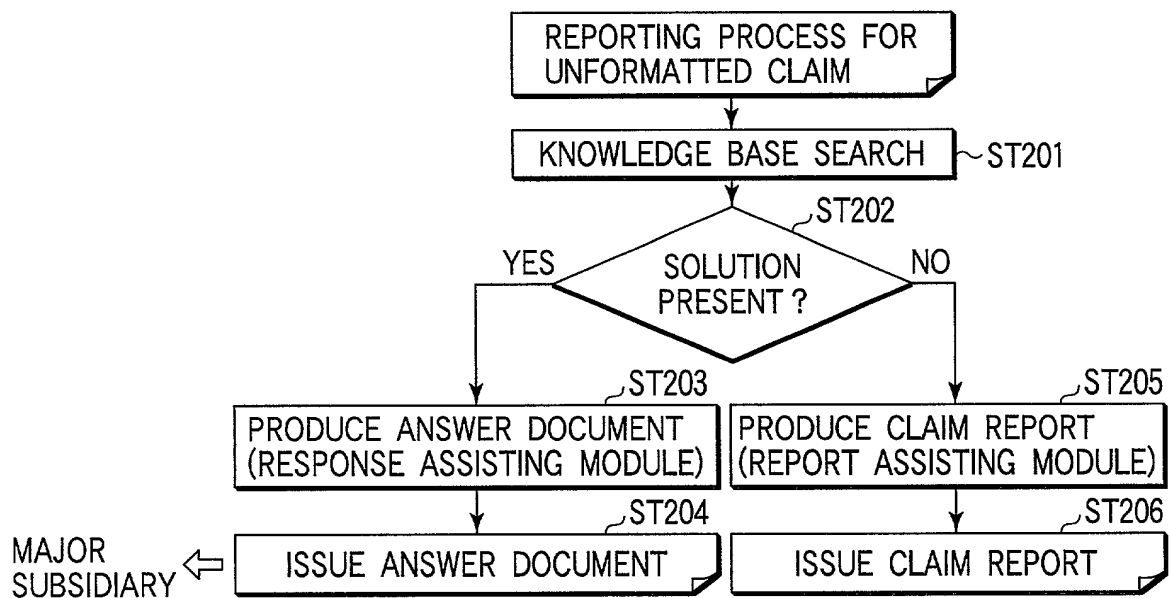 REPORTING PROCESS FOR
UNFORMATTED CLAIM
KNOWLEDGE BASE SEARCH
ST201
ST202
YES
SOLUTION
PRESENT ?
NO
ST203
PRODUCE ANSWER DOCUMENT
(RESPONSE ASSISTING MODULE)
ST205
PRODUCE CLAIM REPORT
(REPORT ASSISTING MODULE)
ST204
ISSUE ANSWER DOCUMENT
MAJOR
SUBSIDIARY
ST206
ISSUE CLAIM REPORT